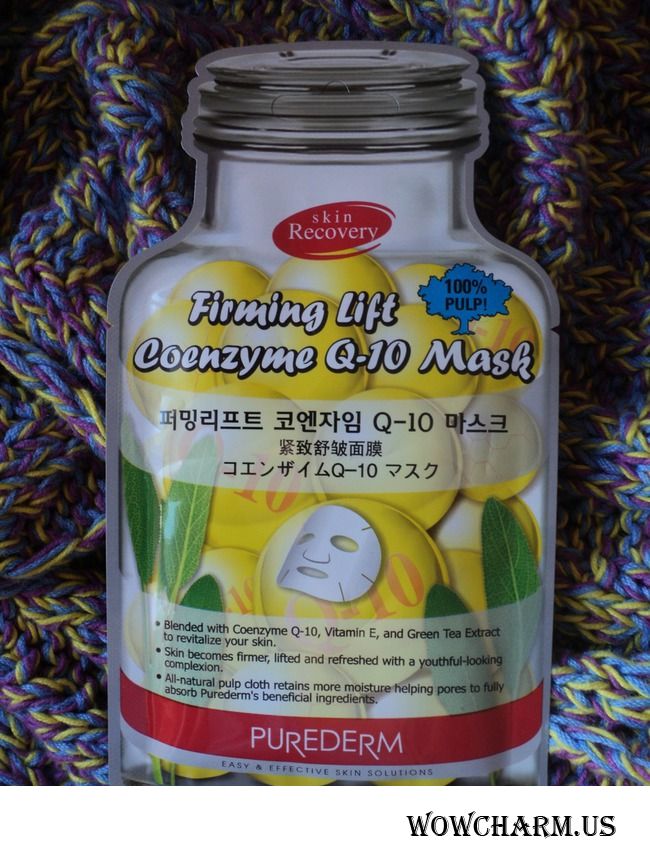 skin
Recovery
100%
PULP!
Firming Lift
Coenzyme Q-10 Mask
퍼밍리프트 코엔자임 Q-10 마스크
紧致舒皱面膜
コエンザイムQ-10 マスク
Q-10
• Blended with Coenzyme Q-10, Vitamin E, and Green Tea Extract
to revitalize your skin.
• Skin becomes firmer, lifted and refreshed with a youthful-looking
complexion.
• All-natural pulp cloth retains more moisture helping pores to fully
absorb Purederm's beneficial ingredients.
PUREDERM
EASY & EFFECTIVE SKIN SOLUTIONS
WOWCHARM.US